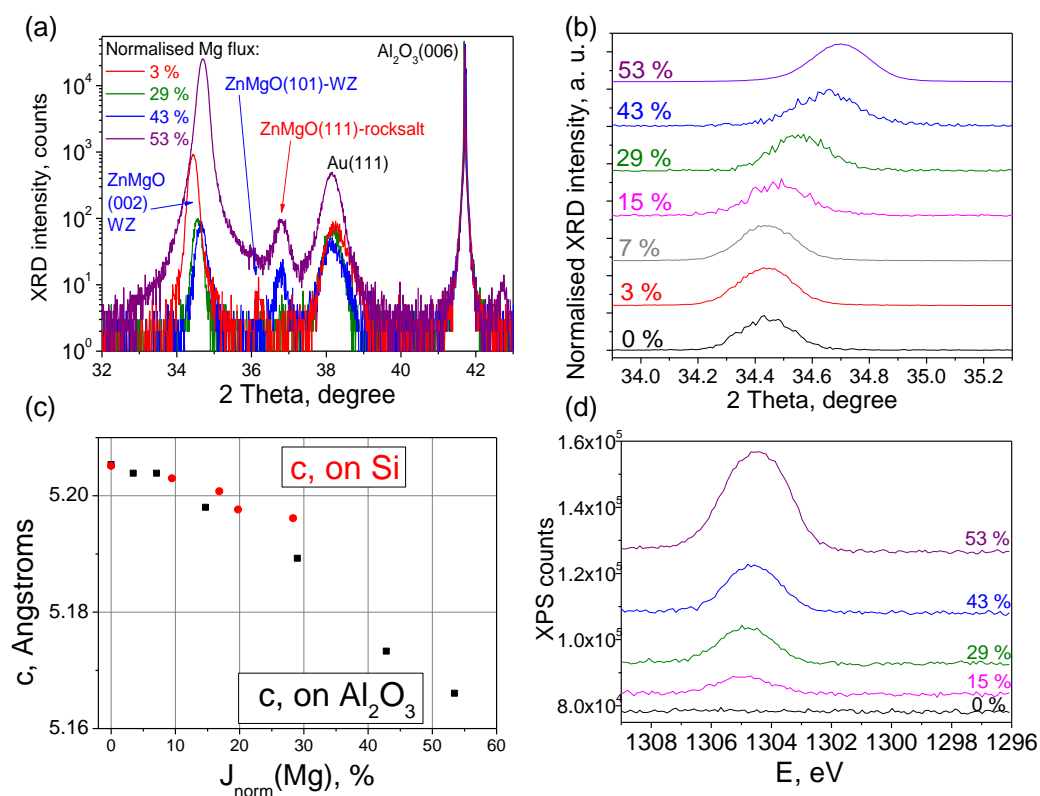 (a)
Normalised Mg flux:
3 %
29 %
43 %
53 %
ZnMgO(101)-WZ
ZnMgO(111)-rocksalt
Al2O3(006)
Au(111)
ZnMgO
(002)
WZ
XRD intensity, counts
10^4
10^3
10^2
10^1
10^0
32 34 36 38 40 42
2 Theta, degree
(b)
53 %
43 %
29 %
15 %
7 %
3 %
0 %
Normalised XRD intensity, a. u.
34.0 34.2 34.4 34.6 34.8 35.0 35.2
2 Theta, degree
(c)
c, on Si
c, on Al2O3
c, Angstroms
5.20
5.18
5.16
0 10 20 30 40 50 60
J_norm(Mg), %
(d)
1.6x10^5
1.4x10^5
1.2x10^5
1.0x10^5
8.0x10^4
XPS counts
53 %
43 %
29 %
15 %
0 %
1308 1306 1304 1302 1300 1298 1296
E, eV